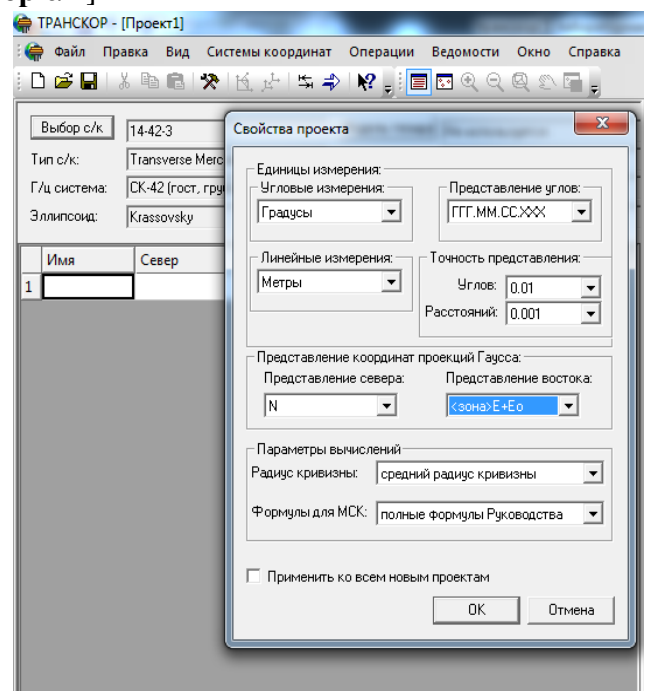 ТРАНСКОР - [Проект1]
Файл Правка Вид Системы координат Операции Ведомости Окно Справка
Выбор с/к 14-42-3
Тип с/к: Transverse Merc
Г/ц система: СК-42 (гост, гру
Эллипсоид: Krassovsky
Имя Север
1
Свойства проекта
Единицы измерения:
Угловые измерения: Представление углов:
Градусы ГГГ.ММ.СС.XXX
Линейные измерения: Точность представления:
Метры Углов: 0.01
Расстояний: 0.001
Представление координат проекций Гаусса:
Представление севера: Представление востока:
N <зона>E+Eo
Параметры вычислений
Радиус кривизны: средний радиус кривизны
Формулы для МСК: полные формулы Руководства
Применить ко всем новым проектам
OK Отмена